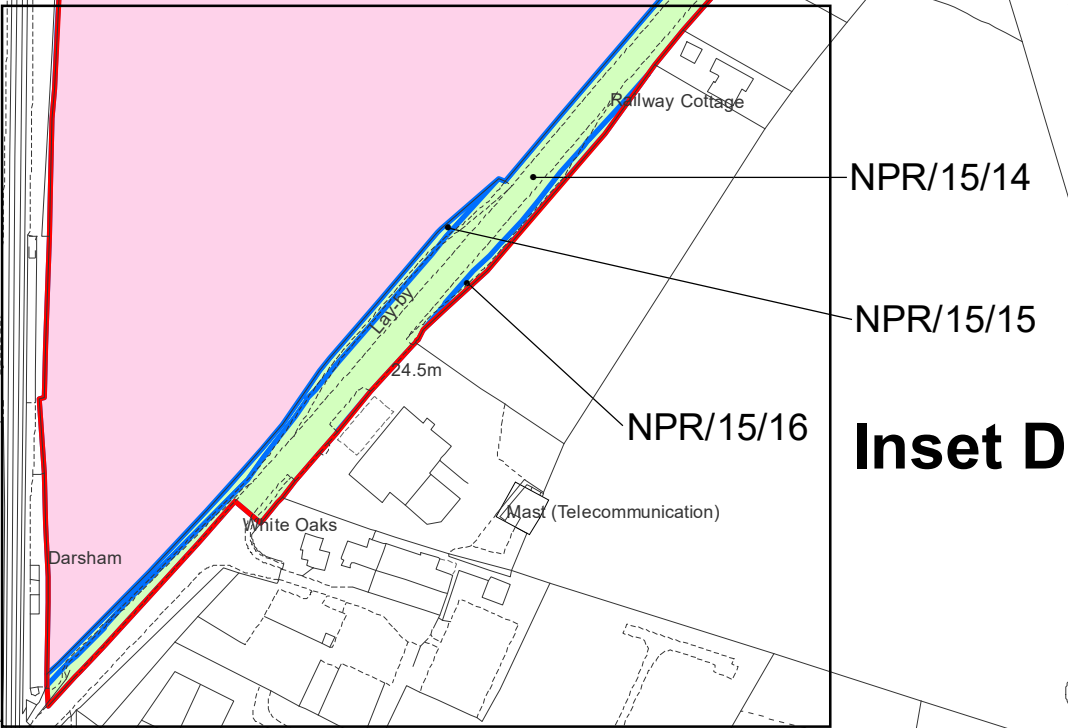 Railway Cottage
NPR/15/14
Lay-by
NPR/15/15
24.5m
NPR/15/16
Inset D
Mast (Telecommunication)
White Oaks
Darsham